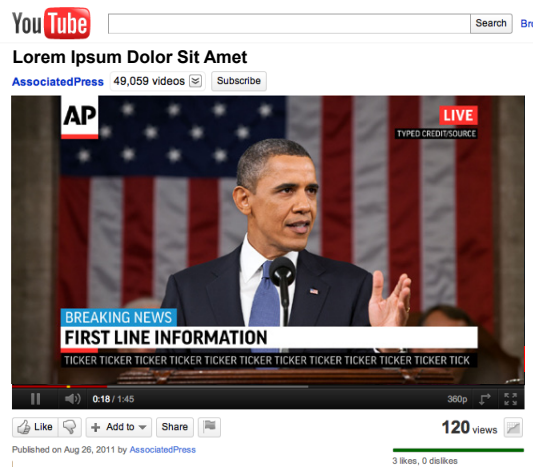 YouTube
Search
Bro
Lorem Ipsum Dolor Sit Amet
AssociatedPress 49,059 videos Subscribe
AP
LIVE
TYPED CREDIT/SOURCE
BREAKING NEWS
FIRST LINE INFORMATION
TICKER TICKER TICKER TICKER TICKER TICKER TICKER TICKER TICKER TICKER TICKER TICK
0:18 / 1:45 360p
Like Add to Share 120 views
Published on Aug 26, 2011 by AssociatedPress
3 likes, 0 dislikes